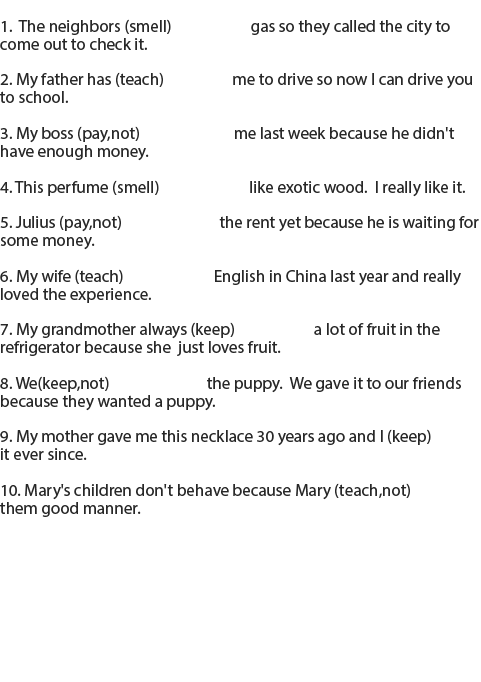 1. The neighbors (smell) gas so they called the city to
come out to check it.
2. My father has (teach) me to drive so now I can drive you
to school.
3. My boss (pay,not) me last week because he didn't
have enough money.
4. This perfume (smell) like exotic wood. I really like it.
5. Julius (pay,not) the rent yet because he is waiting for
some money.
6. My wife (teach) English in China last year and really
loved the experience.
7. My grandmother always (keep) a lot of fruit in the
refrigerator because she just loves fruit.
8. We(keep,not) the puppy. We gave it to our friends
because they wanted a puppy.
9. My mother gave me this necklace 30 years ago and I (keep)
it ever since.
10. Mary's children don't behave because Mary (teach,not)
them good manner.